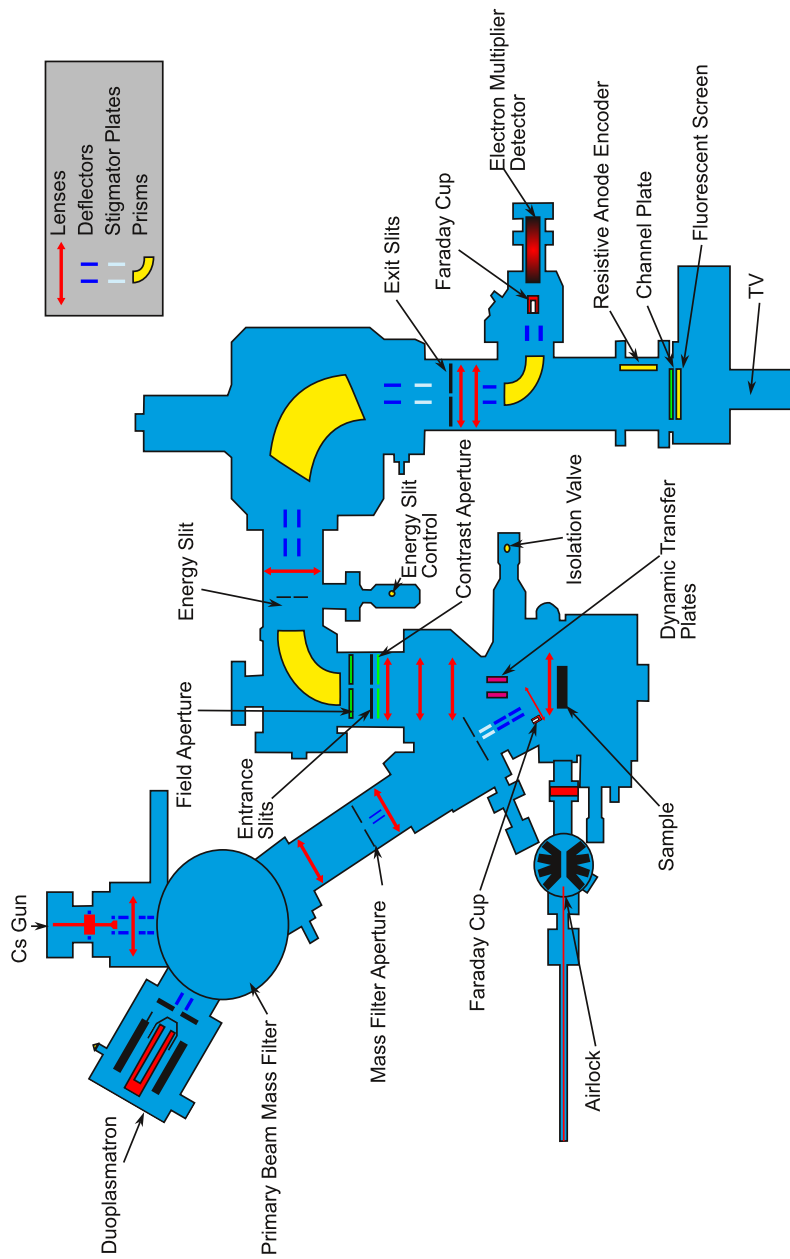 Lenses
Deflectors
Stigmator Plates
Prisms
Cs Gun
Duoplasmatron
Primary Beam Mass Filter
Field Aperture
Entrance
Slits
Mass Filter Aperture
Energy Slit
Energy Slit
Control
Contrast Aperture
Exit Slits
Faraday Cup
Electron Multiplier
Detector
Resistive Anode Encoder
Channel Plate
Fluorescent Screen
TV
Isolation Valve
Dynamic Transfer
Plates
Sample
Faraday Cup
Airlock